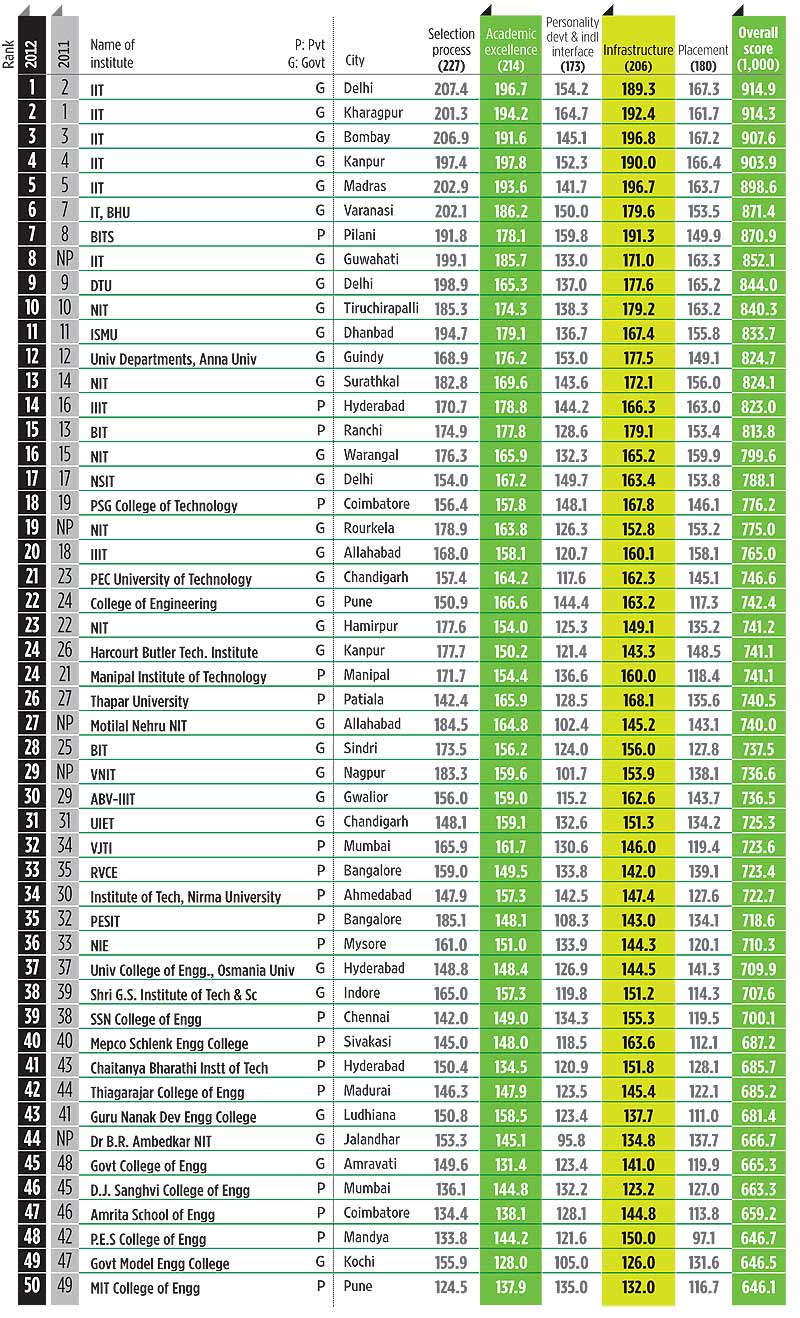 Rank 2012 2011 Name of institute P: Pvt G: Govt City Selection process (227) Academic excellence (214) Personality devt & indl interface (173) Infrastructure (206) Placement (180) Overall score (1,000)
1 2 IIT G Delhi 207.4 196.7 154.2 189.3 167.3 914.9
2 1 IIT G Kharagpur 201.3 194.2 164.7 192.4 161.7 914.3
3 3 IIT G Bombay 206.9 191.6 145.1 196.8 167.2 907.6
4 4 IIT G Kanpur 197.4 197.8 152.3 190.0 166.4 903.9
5 5 IIT G Madras 202.9 193.6 141.7 196.7 163.7 898.6
6 7 IT, BHU G Varanasi 202.1 186.2 150.0 179.6 153.5 871.4
7 8 BITS P Pilani 191.8 178.1 159.8 191.3 149.9 870.9
8 NP IIT G Guwahati 199.1 185.7 133.0 171.0 163.3 852.1
9 9 DTU G Delhi 198.9 165.3 137.0 177.6 165.2 844.0
10 10 NIT G Tiruchirapalli 185.3 174.3 138.3 179.2 163.2 840.3
11 11 ISMU G Dhanbad 194.7 179.1 136.7 167.4 155.8 833.7
12 12 Univ Departments, Anna Univ G Guindy 168.9 176.2 153.0 177.5 149.1 824.7
13 14 NIT G Surathkal 182.8 169.6 143.6 172.1 156.0 824.1
14 16 IIIT P Hyderabad 170.7 178.8 144.2 166.3 163.0 823.0
15 13 BIT P Ranchi 174.9 177.8 128.6 179.1 153.4 813.8
16 15 NIT G Warangal 176.3 165.9 132.3 165.2 159.9 799.6
17 17 NSIT G Delhi 154.0 167.2 149.7 163.4 153.8 788.1
18 19 PSG College of Technology P Coimbatore 156.4 157.8 148.1 167.8 146.1 776.2
19 NP NIT G Rourkela 178.9 163.8 126.3 152.8 153.2 775.0
20 18 IIIT G Allahabad 168.0 158.1 120.7 160.1 158.1 765.0
21 23 PEC University of Technology G Chandigarh 157.4 164.2 117.6 162.3 145.1 746.6
22 24 College of Engineering G Pune 150.9 166.6 144.4 163.2 117.3 742.4
23 22 NIT G Hamirpur 177.6 154.0 125.3 149.1 135.2 741.2
24 26 Harcourt Butler Tech. Institute G Kanpur 177.7 150.2 121.4 143.3 148.5 741.1
24 21 Manipal Institute of Technology P Manipal 171.7 154.4 136.6 160.0 118.4 741.1
26 27 Thapar University P Patiala 142.4 165.9 128.5 168.1 135.6 740.5
27 NP Motilal Nehru NIT G Allahabad 184.5 164.8 102.4 145.2 143.1 740.0
28 25 BIT G Sindri 173.5 156.2 124.0 156.0 127.8 737.5
29 NP VNIT G Nagpur 183.3 159.6 101.7 153.9 138.1 736.6
30 29 ABV-IIIT G Gwalior 156.0 159.0 115.2 162.6 143.7 736.5
31 31 UIET G Chandigarh 148.1 159.1 132.6 151.3 134.2 725.3
32 34 VJTI P Mumbai 165.9 161.7 130.6 146.0 119.4 723.6
33 35 RVCE P Bangalore 159.0 149.5 133.8 142.0 139.1 723.4
34 30 Institute of Tech, Nirma University P Ahmedabad 147.9 157.3 142.5 147.4 127.6 722.7
35 32 PESIT P Bangalore 185.1 148.1 108.3 143.0 134.1 718.6
36 33 NIE P Mysore 161.0 151.0 133.9 144.3 120.1 710.3
37 37 Univ College of Engg., Osmania Univ G Hyderabad 148.8 148.4 126.9 144.5 141.3 709.9
38 39 Shri G.S. Institute of Tech & Sc G Indore 165.0 157.3 119.8 151.2 114.3 707.6
39 38 SSN College of Engg P Chennai 142.0 149.0 134.3 155.3 119.5 700.1
40 40 Mepco Schlenk Engg College P Sivakasi 145.0 148.0 118.5 163.6 112.1 687.2
41 43 Chaitanya Bharathi Instt of Tech P Hyderabad 150.4 134.5 120.9 151.8 128.1 685.7
42 44 Thiagarajar College of Engg P Madurai 146.3 147.9 123.5 145.4 122.1 685.2
43 41 Guru Nanak Dev Engg College G Ludhiana 150.8 158.5 123.4 137.7 111.0 681.4
44 NP Dr B.R. Ambedkar NIT G Jalandhar 153.3 145.1 95.8 134.8 137.7 666.7
45 48 Govt College of Engg G Amravati 149.6 131.4 123.4 141.0 119.9 665.3
46 45 D.J. Sanghvi College of Engg P Mumbai 136.1 144.8 132.2 123.2 127.0 663.3
47 46 Amrita School of Engg P Coimbatore 134.4 138.1 128.1 144.8 113.8 659.2
48 42 P.E.S College of Engg P Mandya 133.8 144.2 121.6 150.0 97.1 646.7
49 47 Govt Model Engg College G Kochi 155.9 128.0 105.0 126.0 131.6 646.5
50 49 MIT College of Engg P Pune 124.5 137.9 135.0 132.0 116.7 646.1